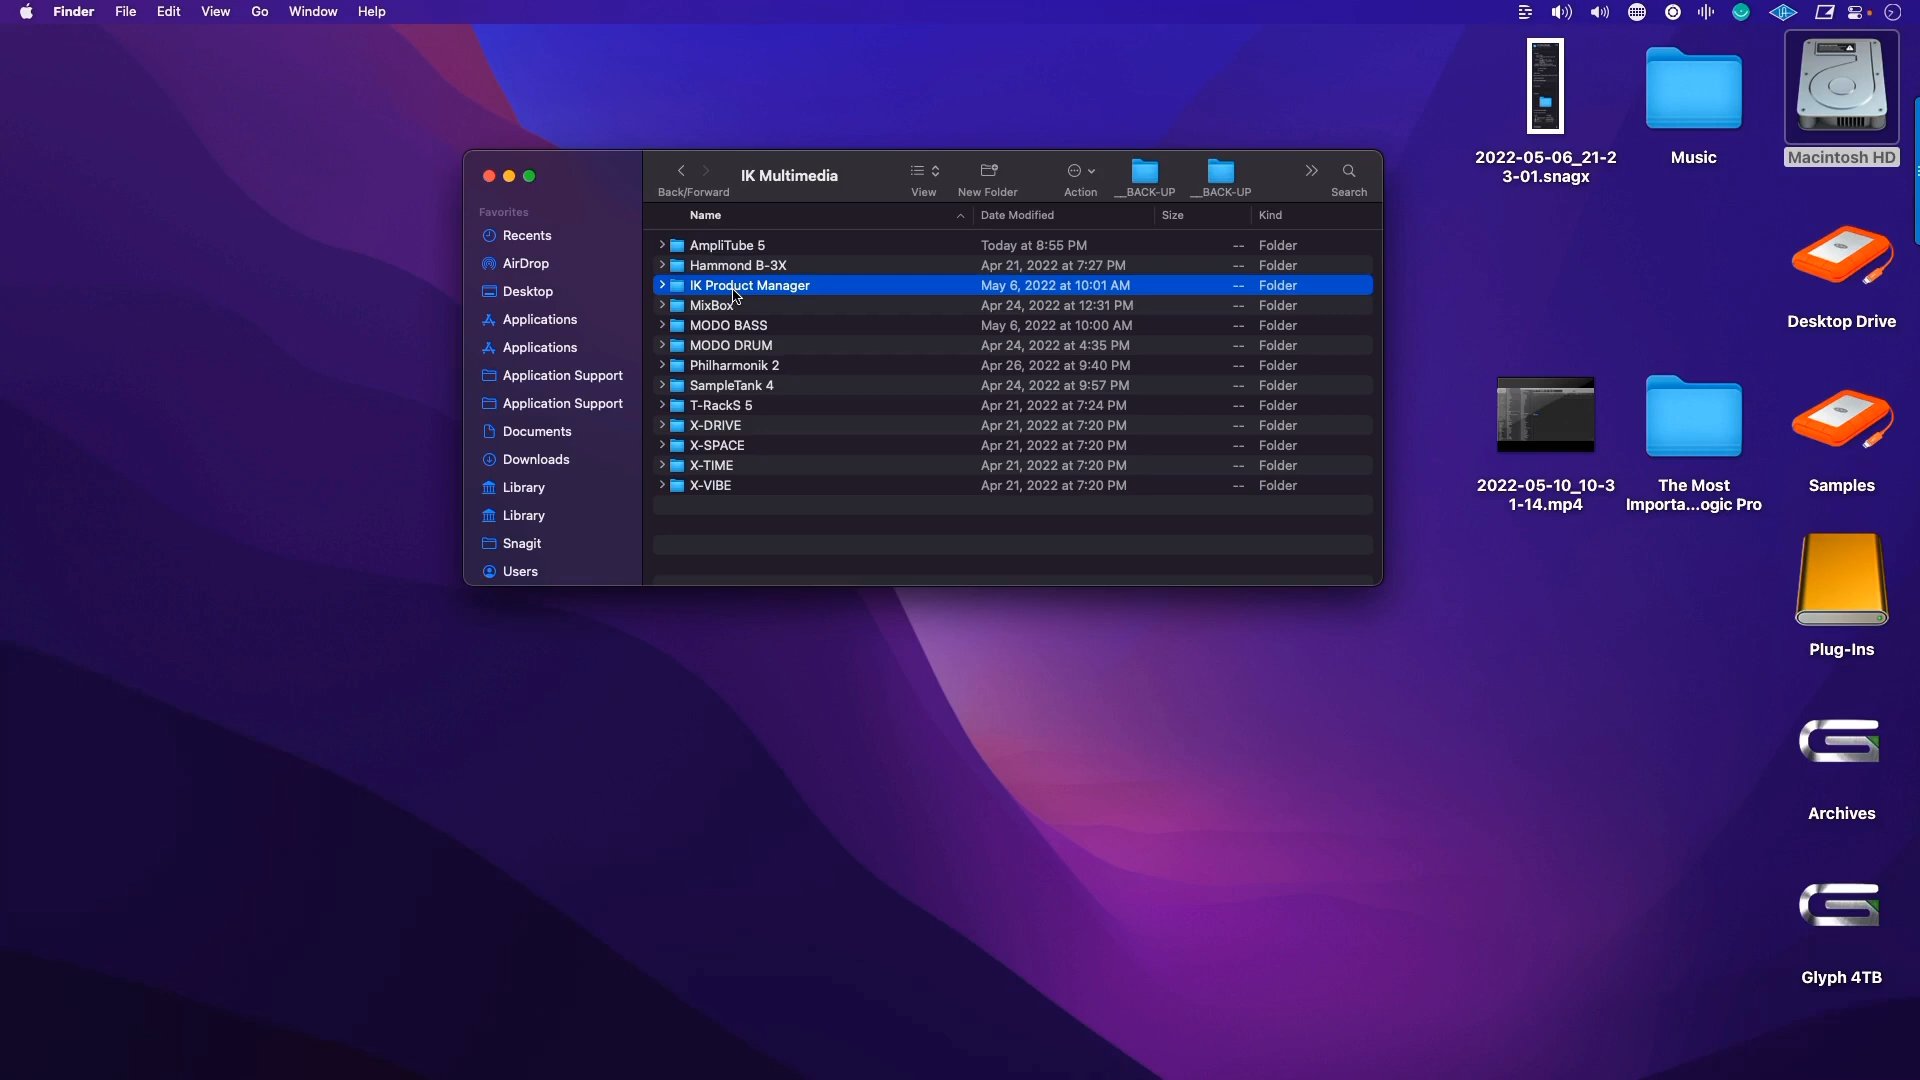 Finder File Edit View Go Window Help
IK Multimedia
Back/Forward View New Folder Action __BACK-UP __BACK-UP Search
Favorites
Recents
AirDrop
Desktop
Applications
Applications
Application Support
Application Support
Documents
Downloads
Library
Library
Snagit
Users
Name Date Modified Size Kind
AmpliTube 5 Today at 8:55 PM -- Folder
Hammond B-3X Apr 21, 2022 at 7:27 PM -- Folder
IK Product Manager May 6, 2022 at 10:01 AM -- Folder
MixBox Apr 24, 2022 at 12:31 PM -- Folder
MODO BASS May 6, 2022 at 10:00 AM -- Folder
MODO DRUM Apr 24, 2022 at 4:35 PM -- Folder
Philharmonik 2 Apr 26, 2022 at 9:40 PM -- Folder
SampleTank 4 Apr 24, 2022 at 9:57 PM -- Folder
T-RackS 5 Apr 21, 2022 at 7:24 PM -- Folder
X-DRIVE Apr 21, 2022 at 7:20 PM -- Folder
X-SPACE Apr 21, 2022 at 7:20 PM -- Folder
X-TIME Apr 21, 2022 at 7:20 PM -- Folder
X-VIBE Apr 21, 2022 at 7:20 PM -- Folder
2022-05-06_21-2
3-01.snagx
Music
Macintosh HD
Desktop Drive
2022-05-10_10-3
1-14.mp4
The Most
Importa...ogic Pro
Samples
Plug-Ins
Archives
Glyph 4TB